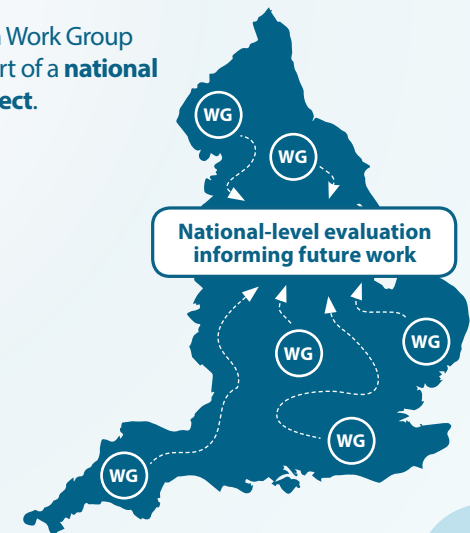 Work Group
rt of a national
ect.
WG
WG
National-level evaluation
informing future work
WG
WG
WG
WG